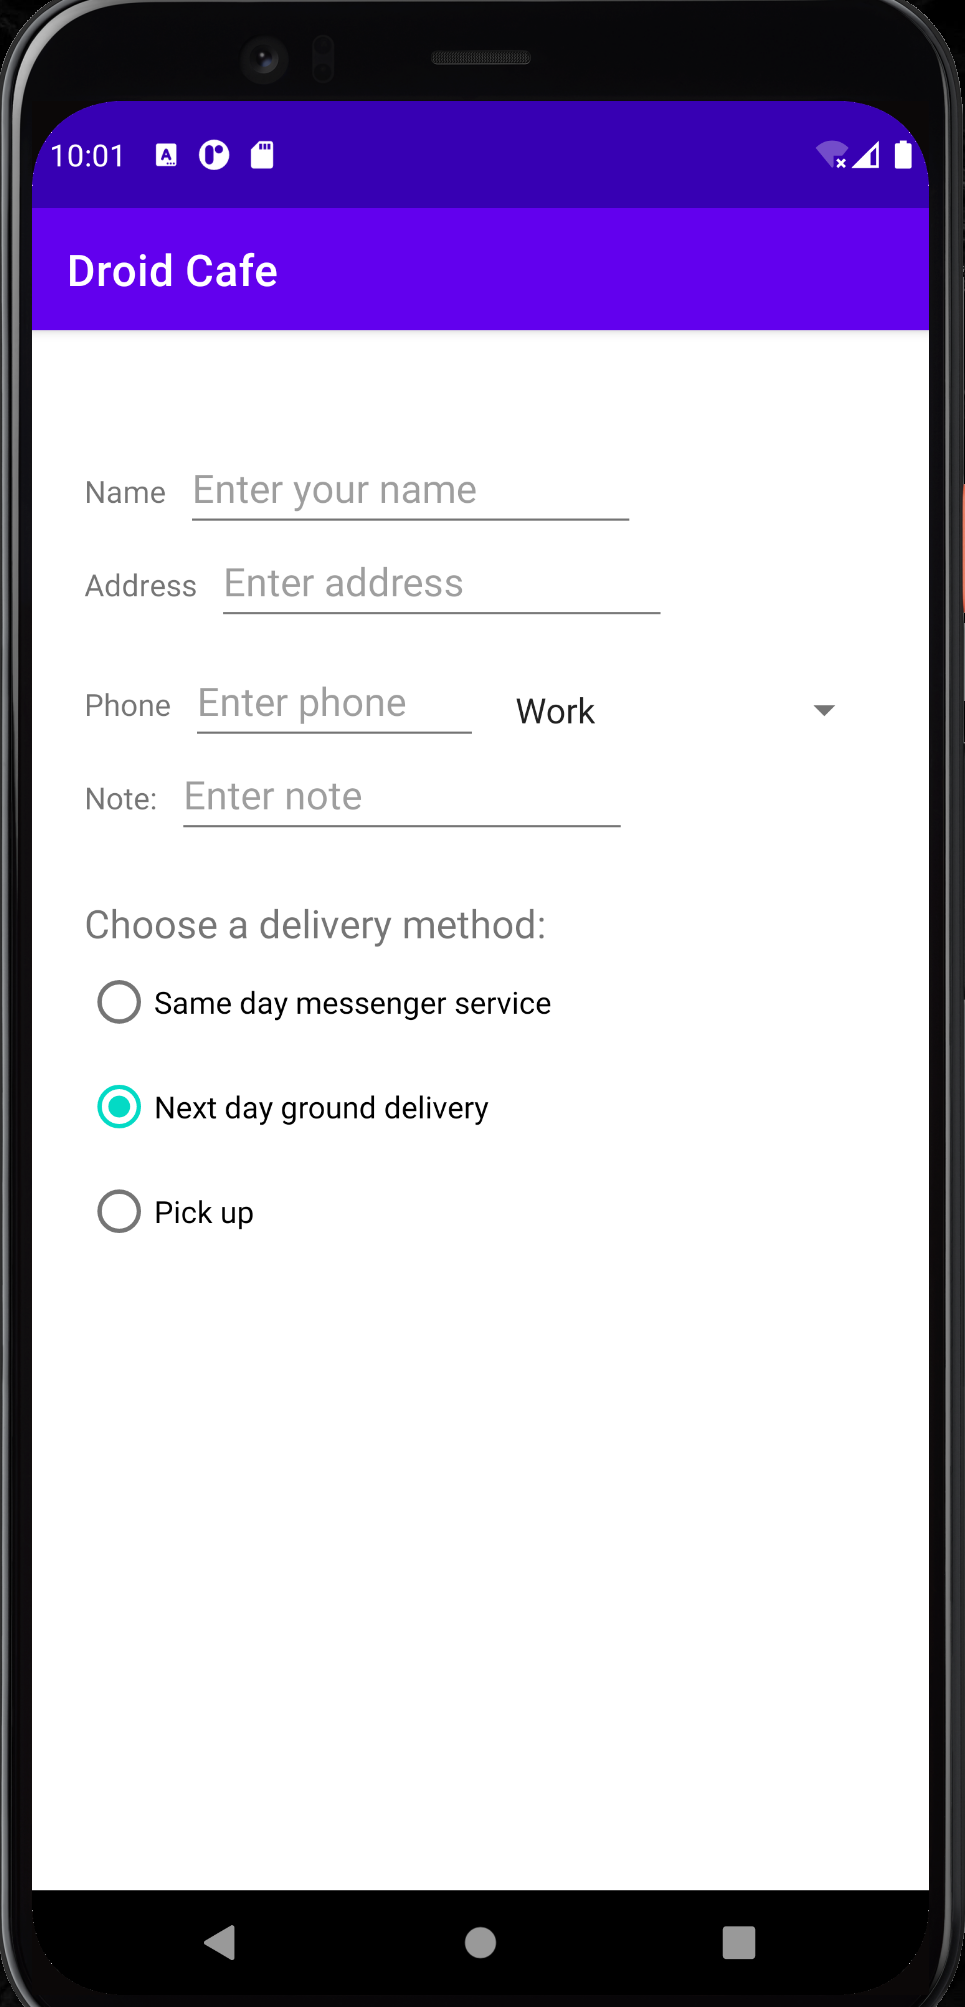 10:01
Droid Cafe
Name Enter your name
Address Enter address
Phone Enter phone Work
Note: Enter note
Choose a delivery method:
Same day messenger service
Next day ground delivery
Pick up